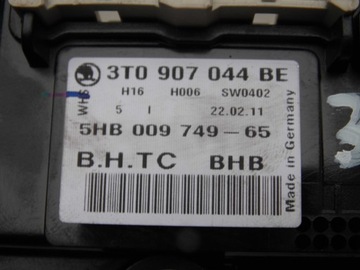 3T0 907 044 BE
H16 H006 SW0402
WHS
5 I 22.02.11
5HB 009 749-65
B.H.TC BHB
Made in Germany